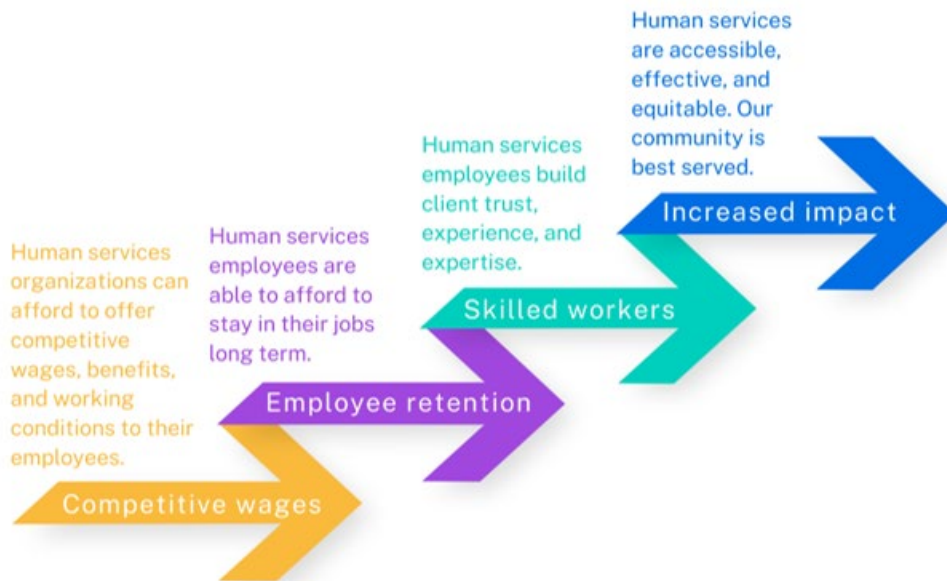 Human services
organizations can
afford to offer
competitive
wages, benefits,
and working
conditions to their
employees.
Competitive wages
Human services
employees are
able to afford to
stay in their jobs
long term.
Employee retention
Human services
employees build
client trust,
experience, and
expertise.
Skilled workers
Human services
are accessible,
effective, and
equitable. Our
community is
best served.
Increased impact